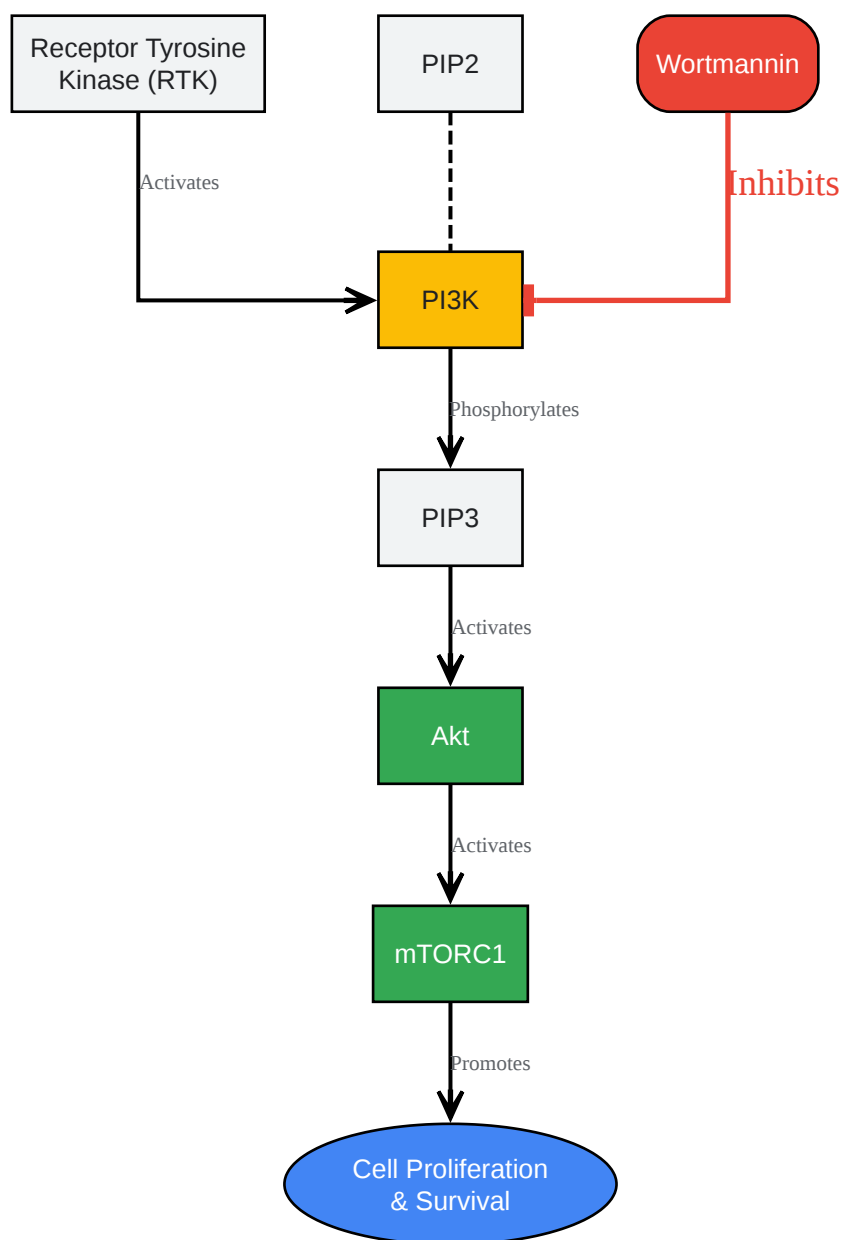 Receptor Tyrosine
Kinase (RTK)
PIP2
Wortmannin
Activates
Inhibits
PI3K
Phosphorylates
PIP3
Activates
Akt
Activates
mTORC1
Promotes
Cell Proliferation
& Survival